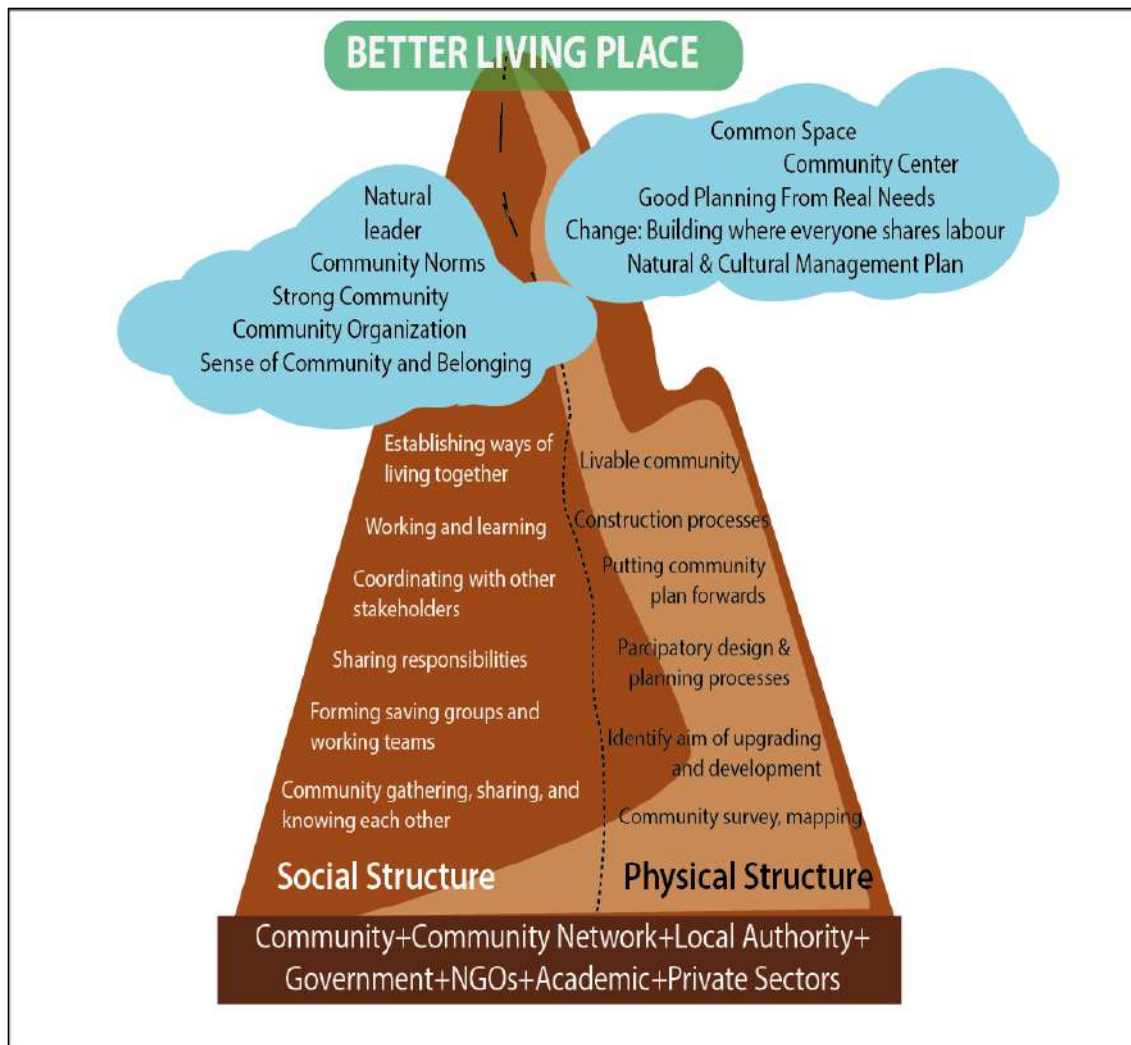 BETTER LIVING PLACE
Common Space
Community Center
Good Planning From Real Needs
Change: Building where everyone shares labour
Natural & Cultural Management Plan
Natural
leader
Community Norms
Strong Community
Community Organization
Sense of Community and Belonging
Establishing ways of
living together
Working and learning
Coordinating with other
stakeholders
Sharing responsibilities
Forming saving groups and
working teams
Community gathering, sharing, and
knowing each other
Social Structure
Livable community
Construction processes
Putting community
plan forwards
Parcipatory design &
planning processes
Identify aim of upgrading
and development
Community survey, mapping
Physical Structure
Community+Community Network+Local Authority+
Government+NGOs+Academic+Private Sectors